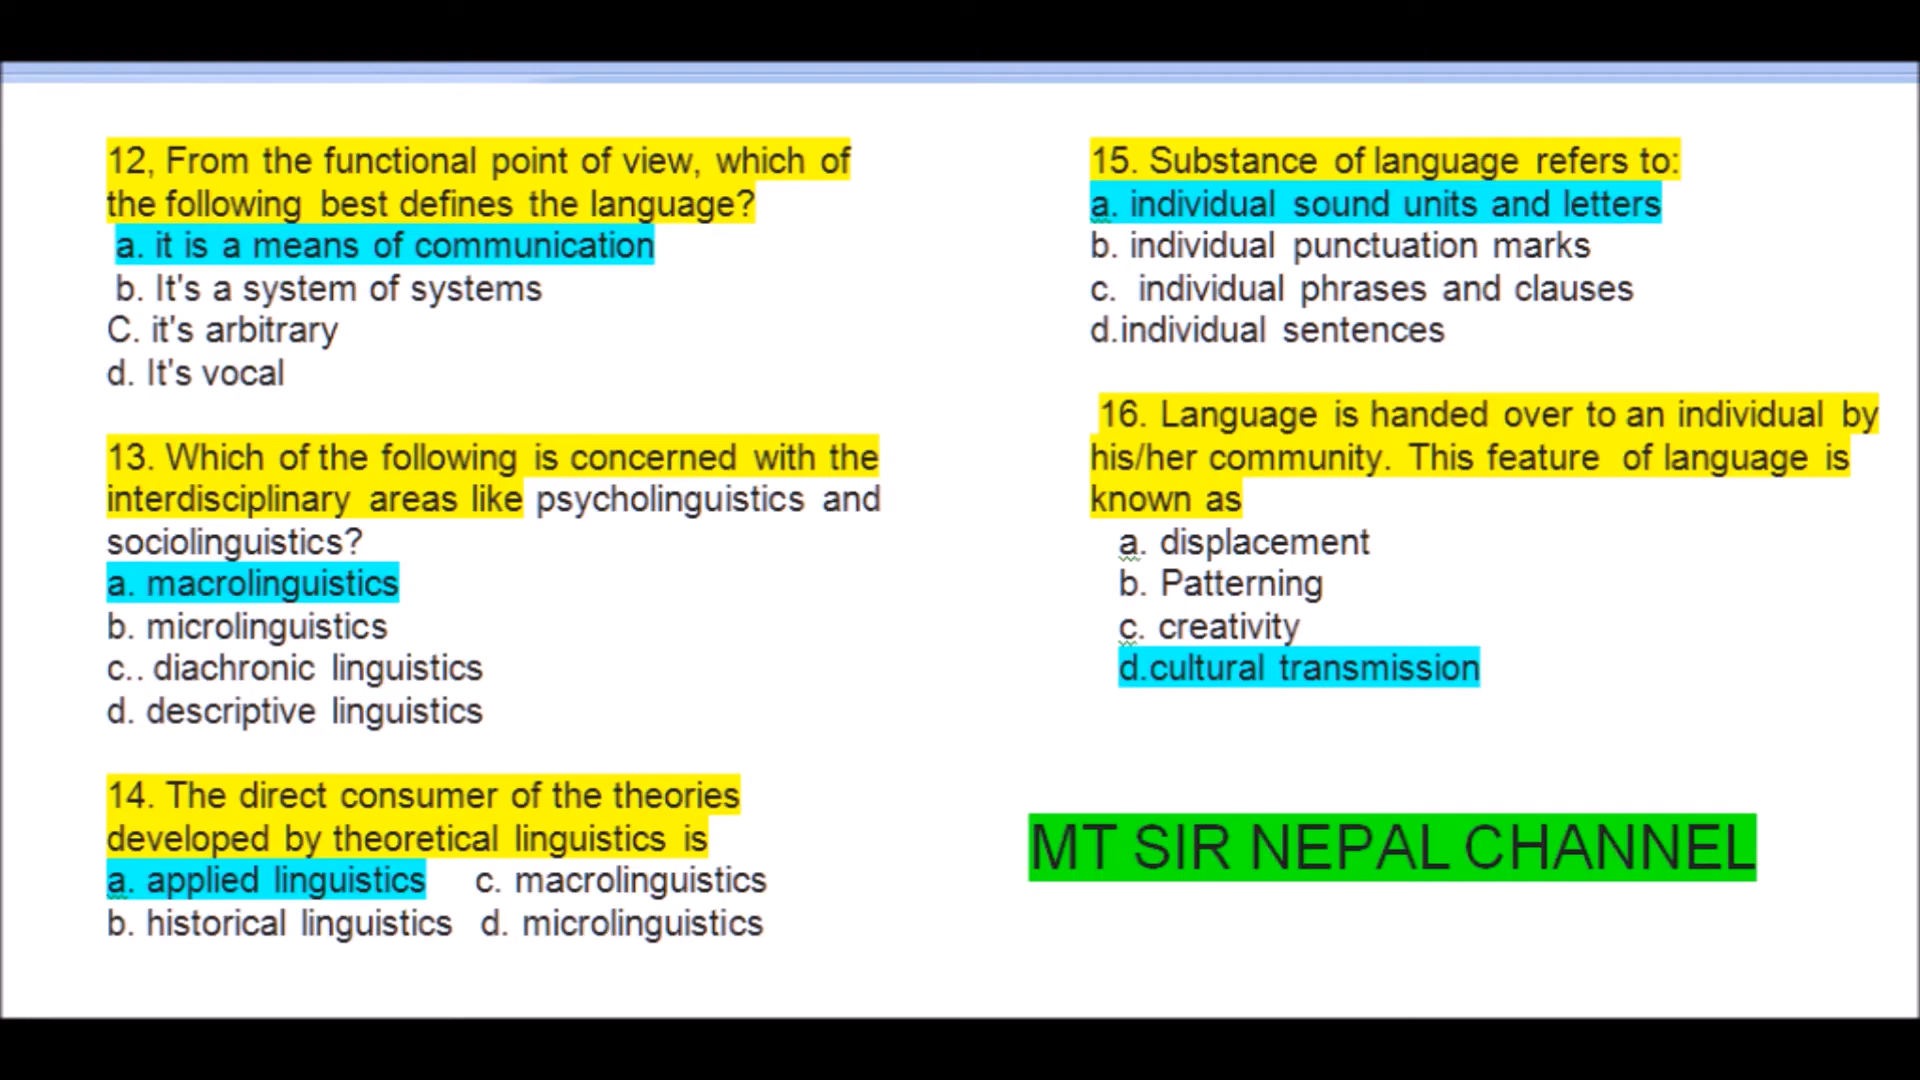 12, From the functional point of view, which of
the following best defines the language?
a. it is a means of communication
b. It's a system of systems
C. it's arbitrary
d. It's vocal
13. Which of the following is concerned with the
interdisciplinary areas like psycholinguistics and
sociolinguistics?
a. macrolinguistics
b. microlinguistics
c.. diachronic linguistics
d. descriptive linguistics
14. The direct consumer of the theories
developed by theoretical linguistics is
a. applied linguistics c. macrolinguistics
b. historical linguistics d. microlinguistics
15. Substance of language refers to:
a. individual sound units and letters
b. individual punctuation marks
c. individual phrases and clauses
d.individual sentences
16. Language is handed over to an individual by
his/her community. This feature of language is
known as
a. displacement
b. Patterning
c. creativity
d.cultural transmission
MT SIR NEPAL CHANNEL